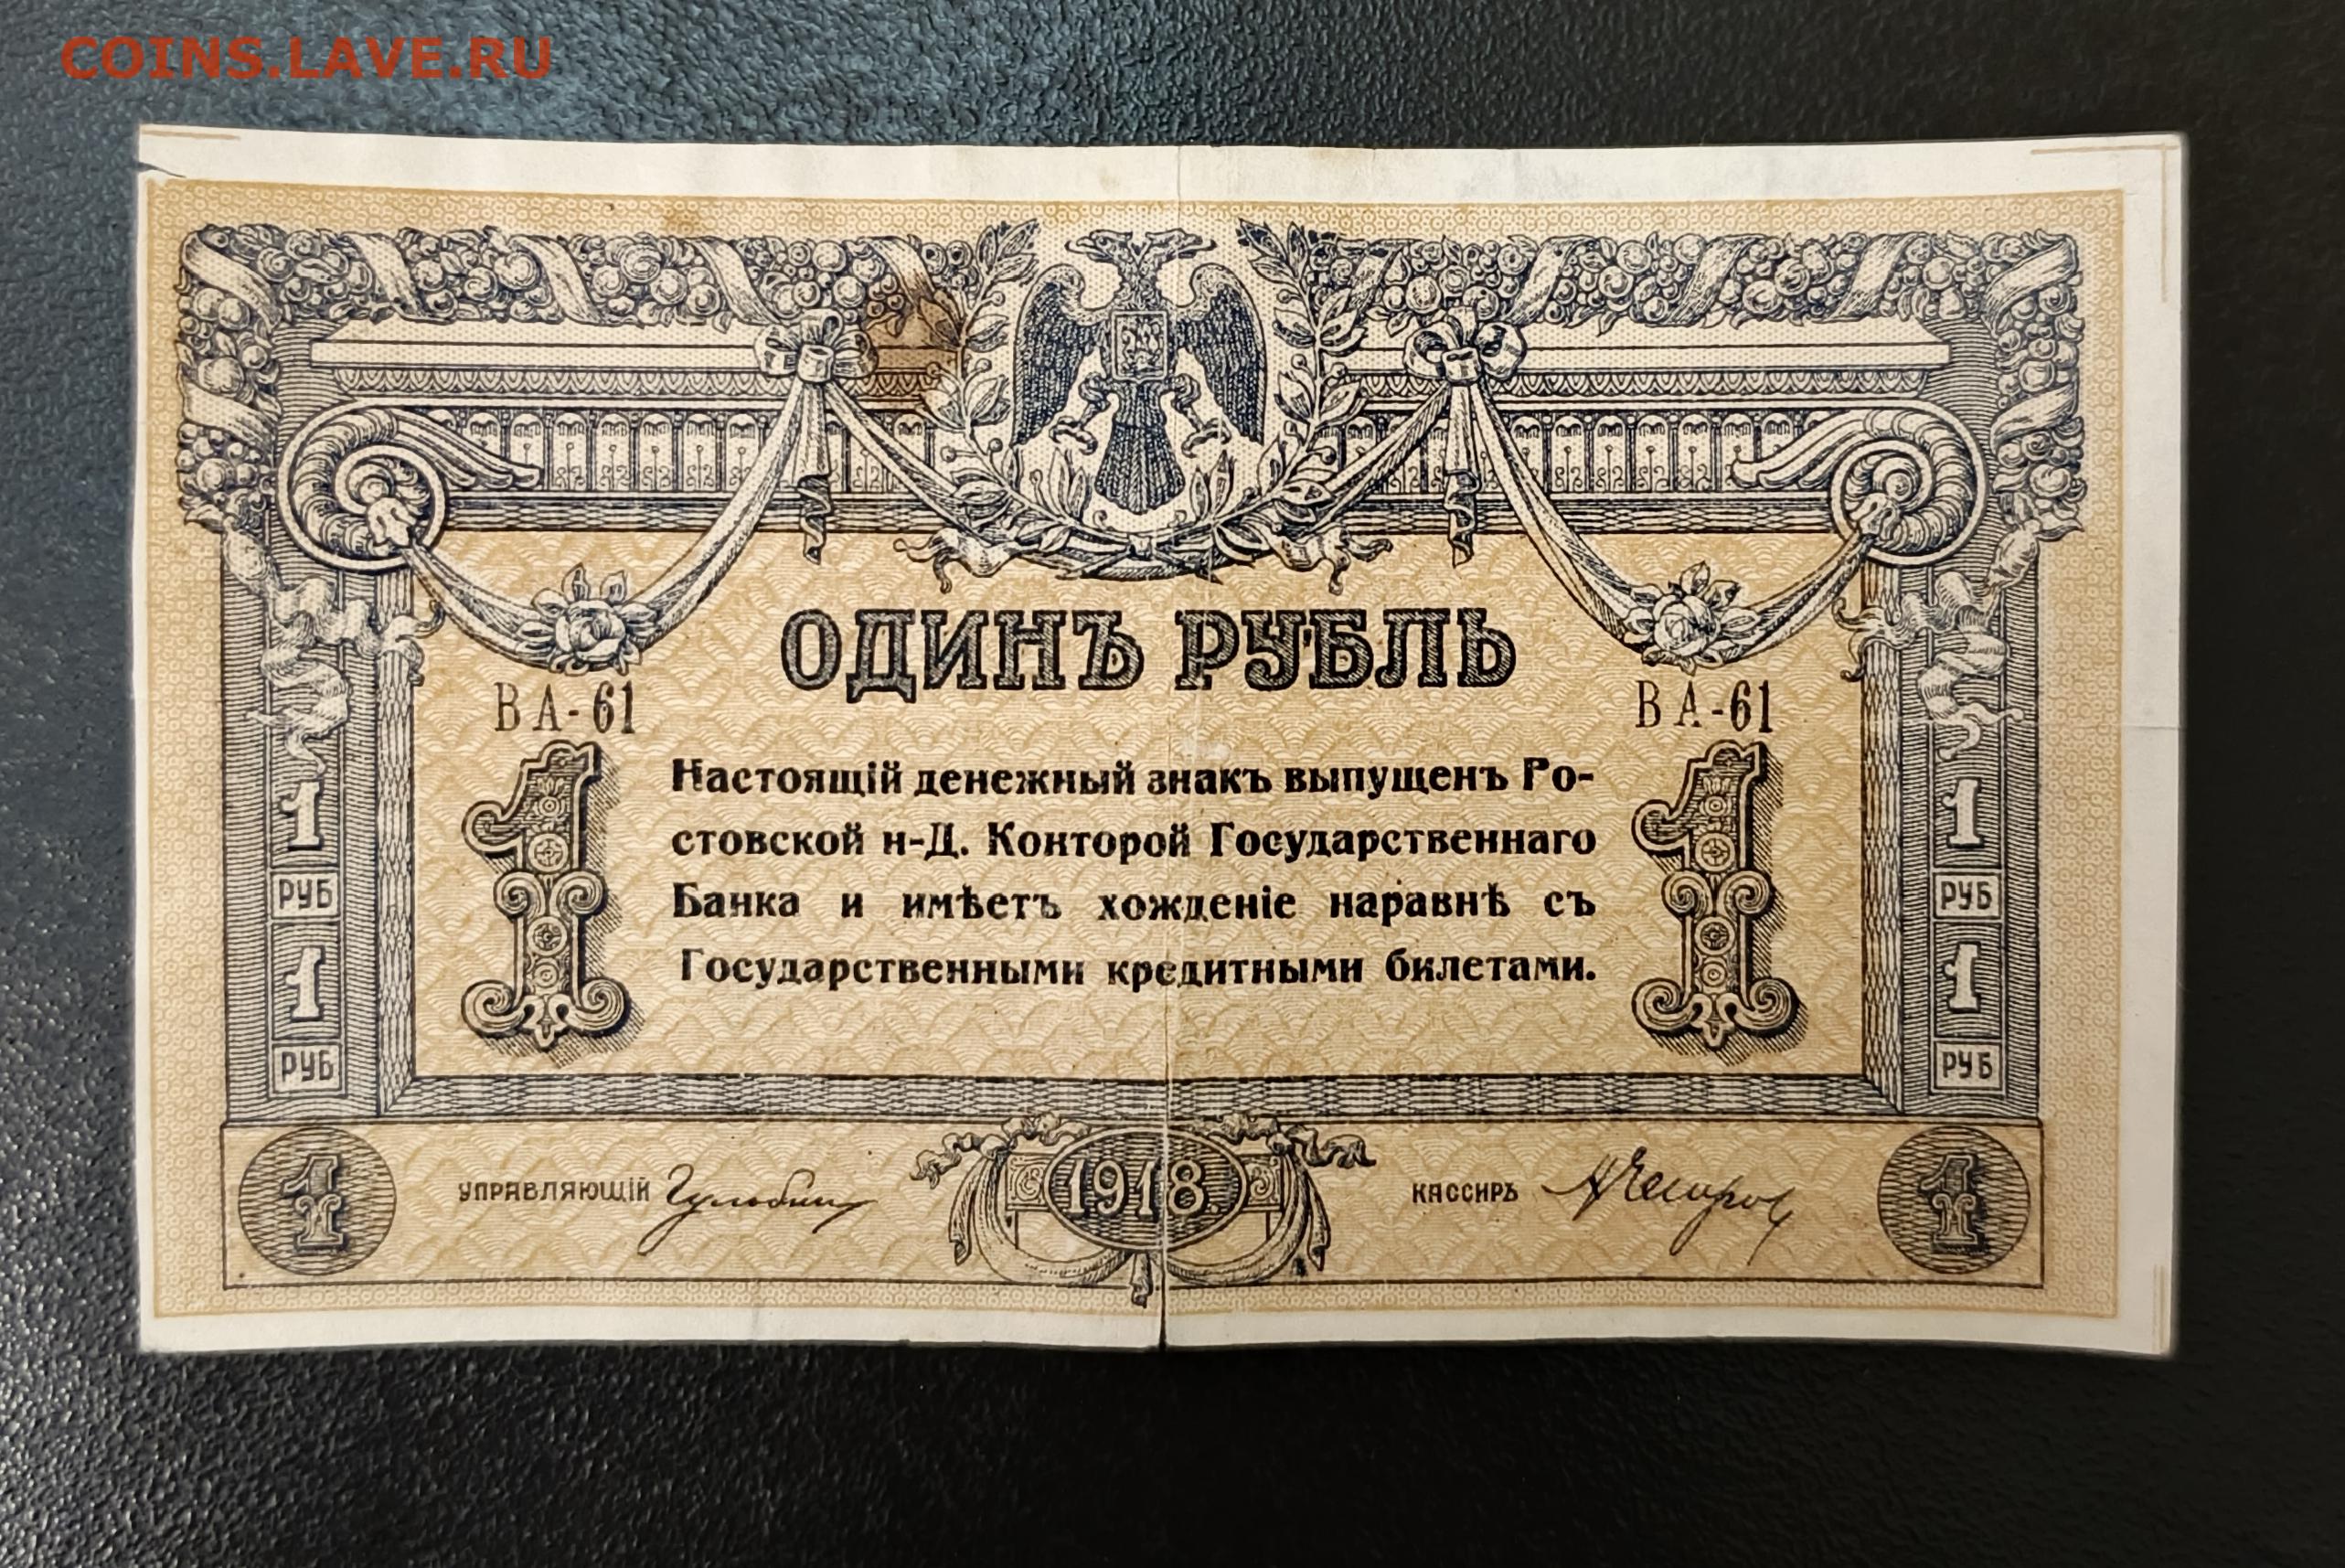 COINS.LAVE.RU
ОДИНЪ РУБЛЬ
ВА-61 ВА-61
1 1
Настоящій денежный знакъ выпущенъ Ро-
стовской н-Д. Конторой Государственнаго
Банка и имѣетъ хожденіе наравнѣ съ
Государственными кредитными билетами.
1 1
РУБ РУБ
1 1
РУБ РУБ
1 УПРАВЛЯЮЩІЙ 1918. КАССИРЪ 1